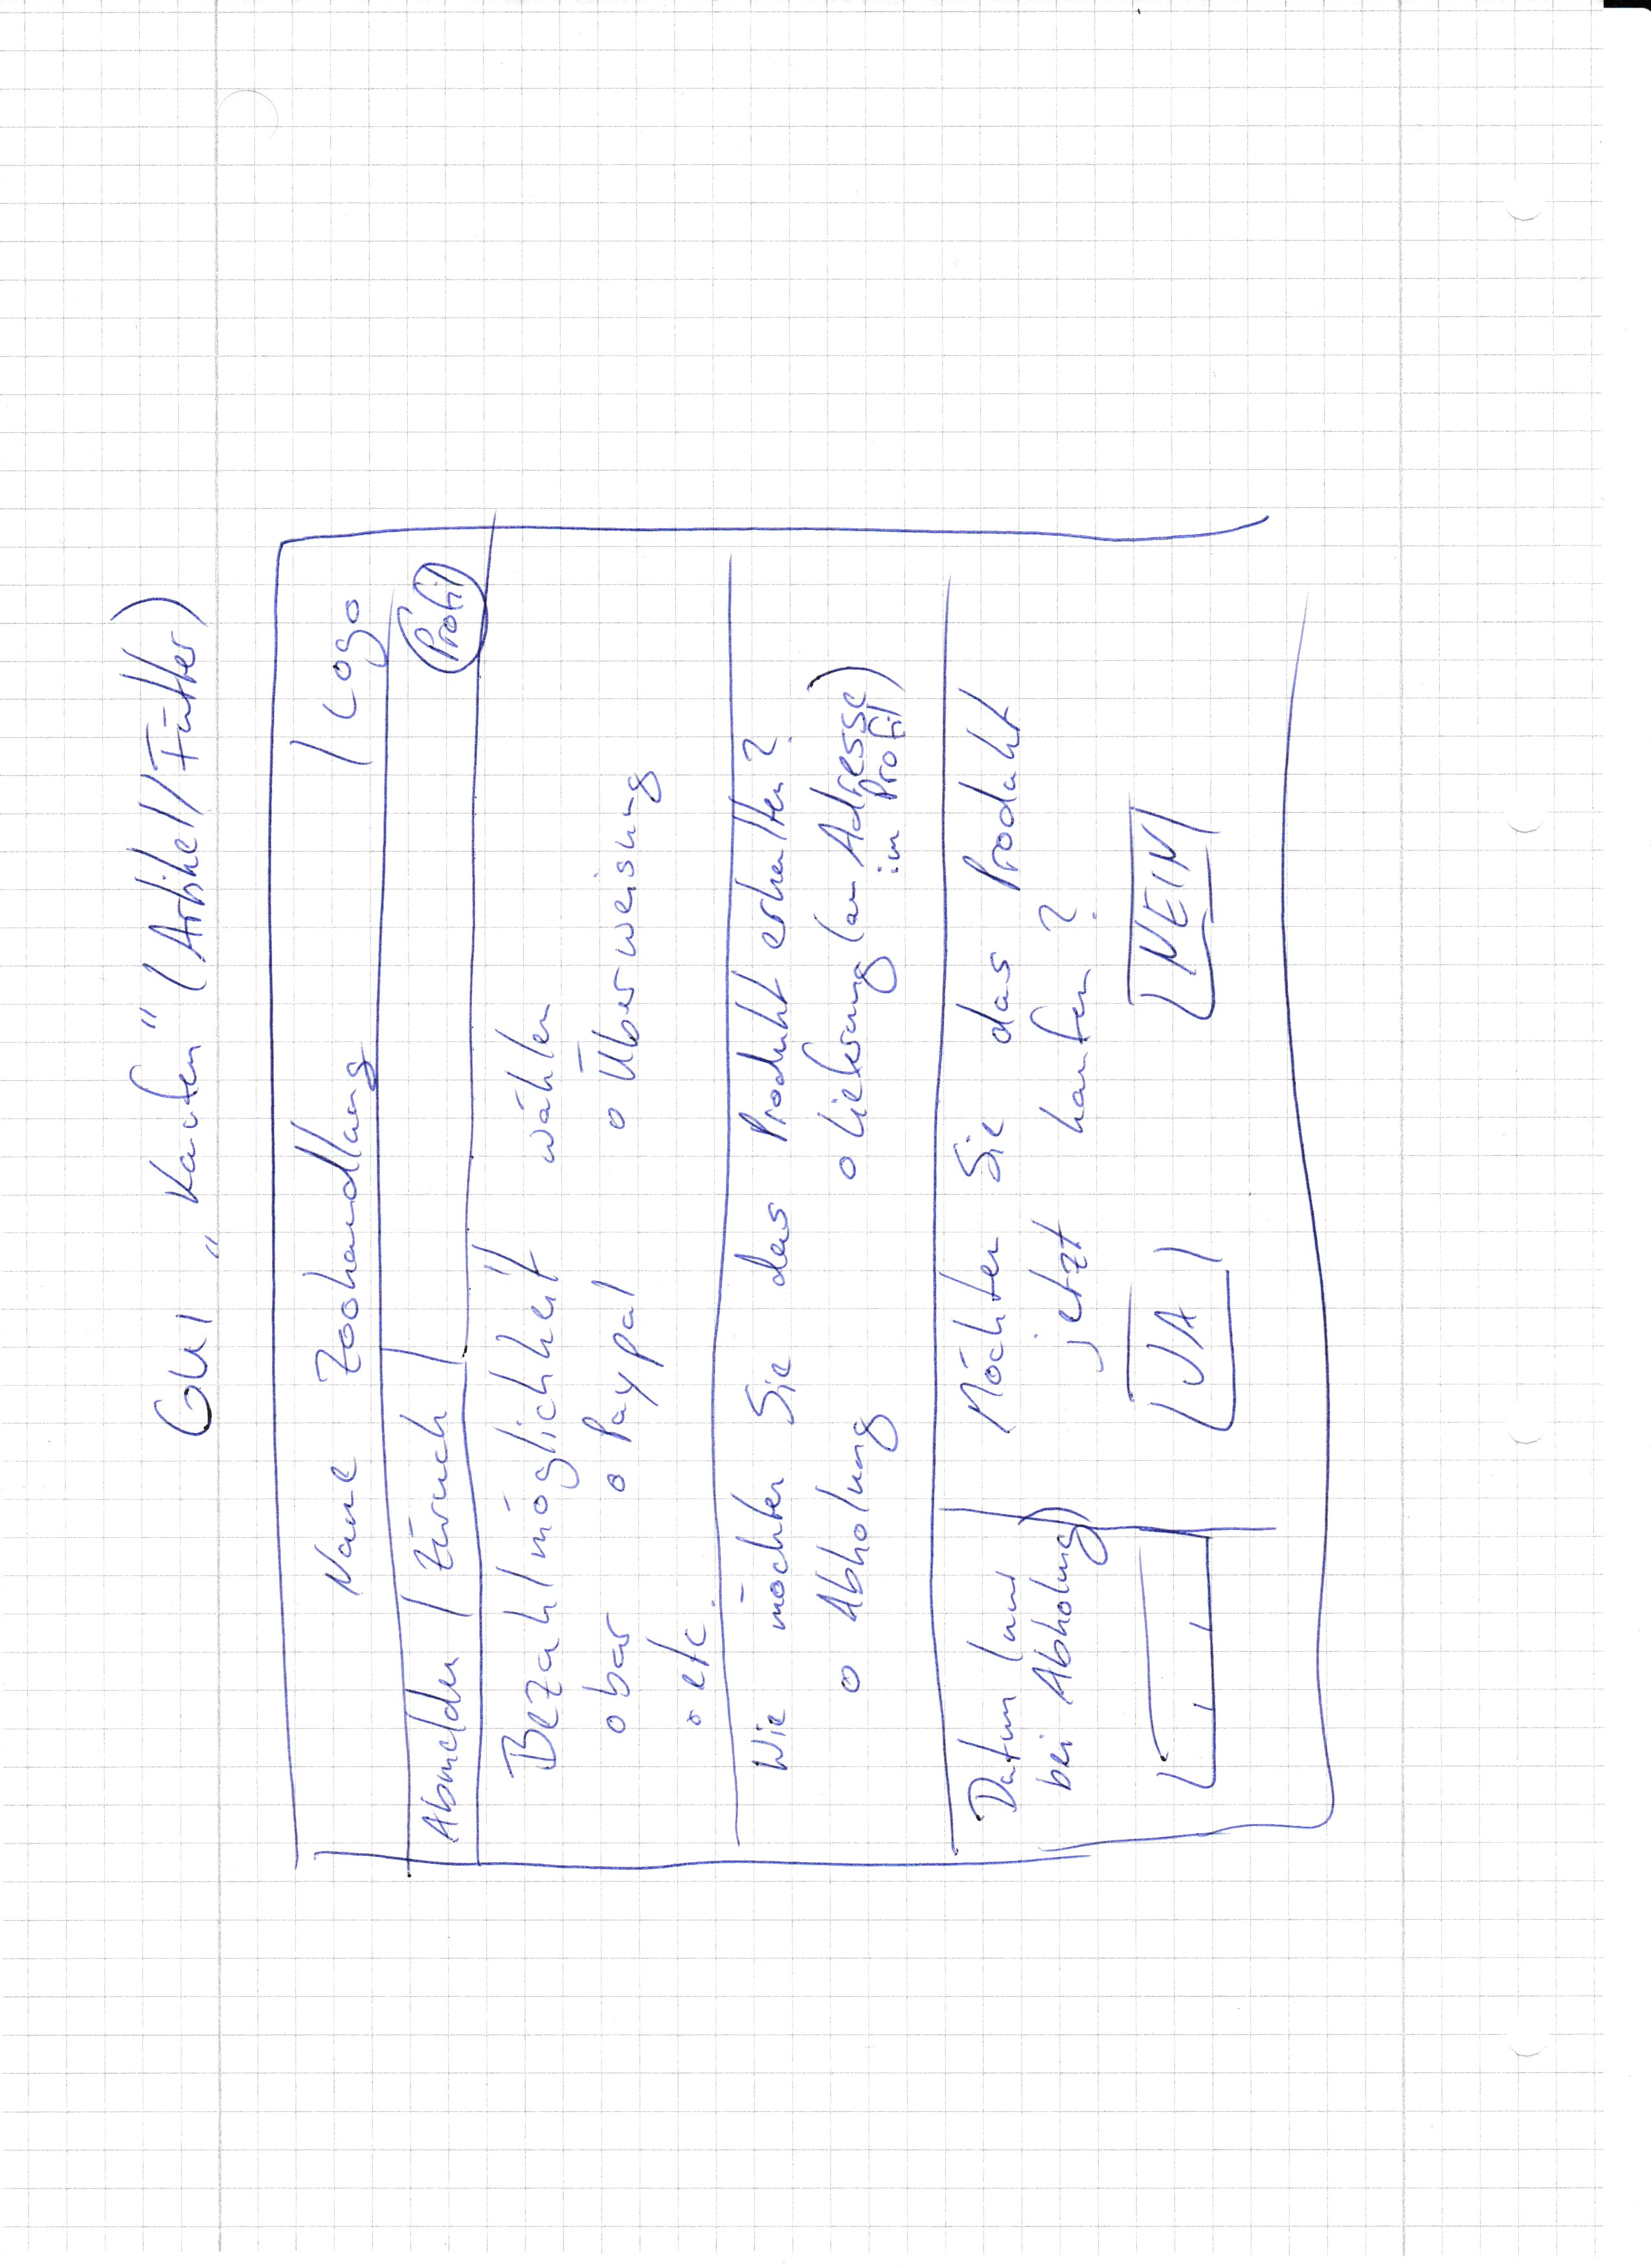 GUI „Kaufen" (Artikel/Futter)
Name Zoohandlung | Logo
Abmelden | Zurück | Profil
Bezahlmöglichkeit wählen
o bar o Paypal o Überweisung
o etc.
Wie möchten Sie das Produkt erhalten?
o Abholung o Lieferung (an Adresse
im Profil)
Datum (nur
bei Abholung)
Möchten Sie das Produkt
jetzt kaufen?
JA NEIN